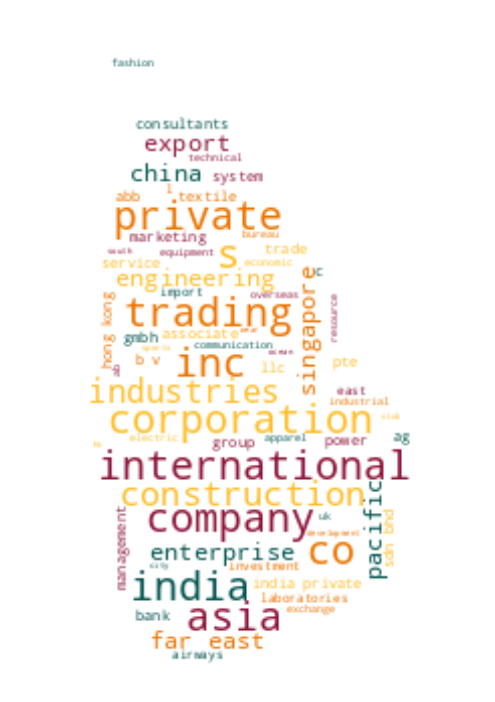 fashion
consultants
export
technical
china system
l
abb textile
private
marketing bureau
south equipment s trade
service economic
engineering c
import overseas
trading
hong kong singapore resource
gmbh associate
communication
b v inc llc pte
industries east
industrial
corporation
electric group apparel power ag
international
construction
management company uk pacific sdn bhd
development
enterprise co
city investment
india india private
laboratories
bank asia exchange
far east
airways